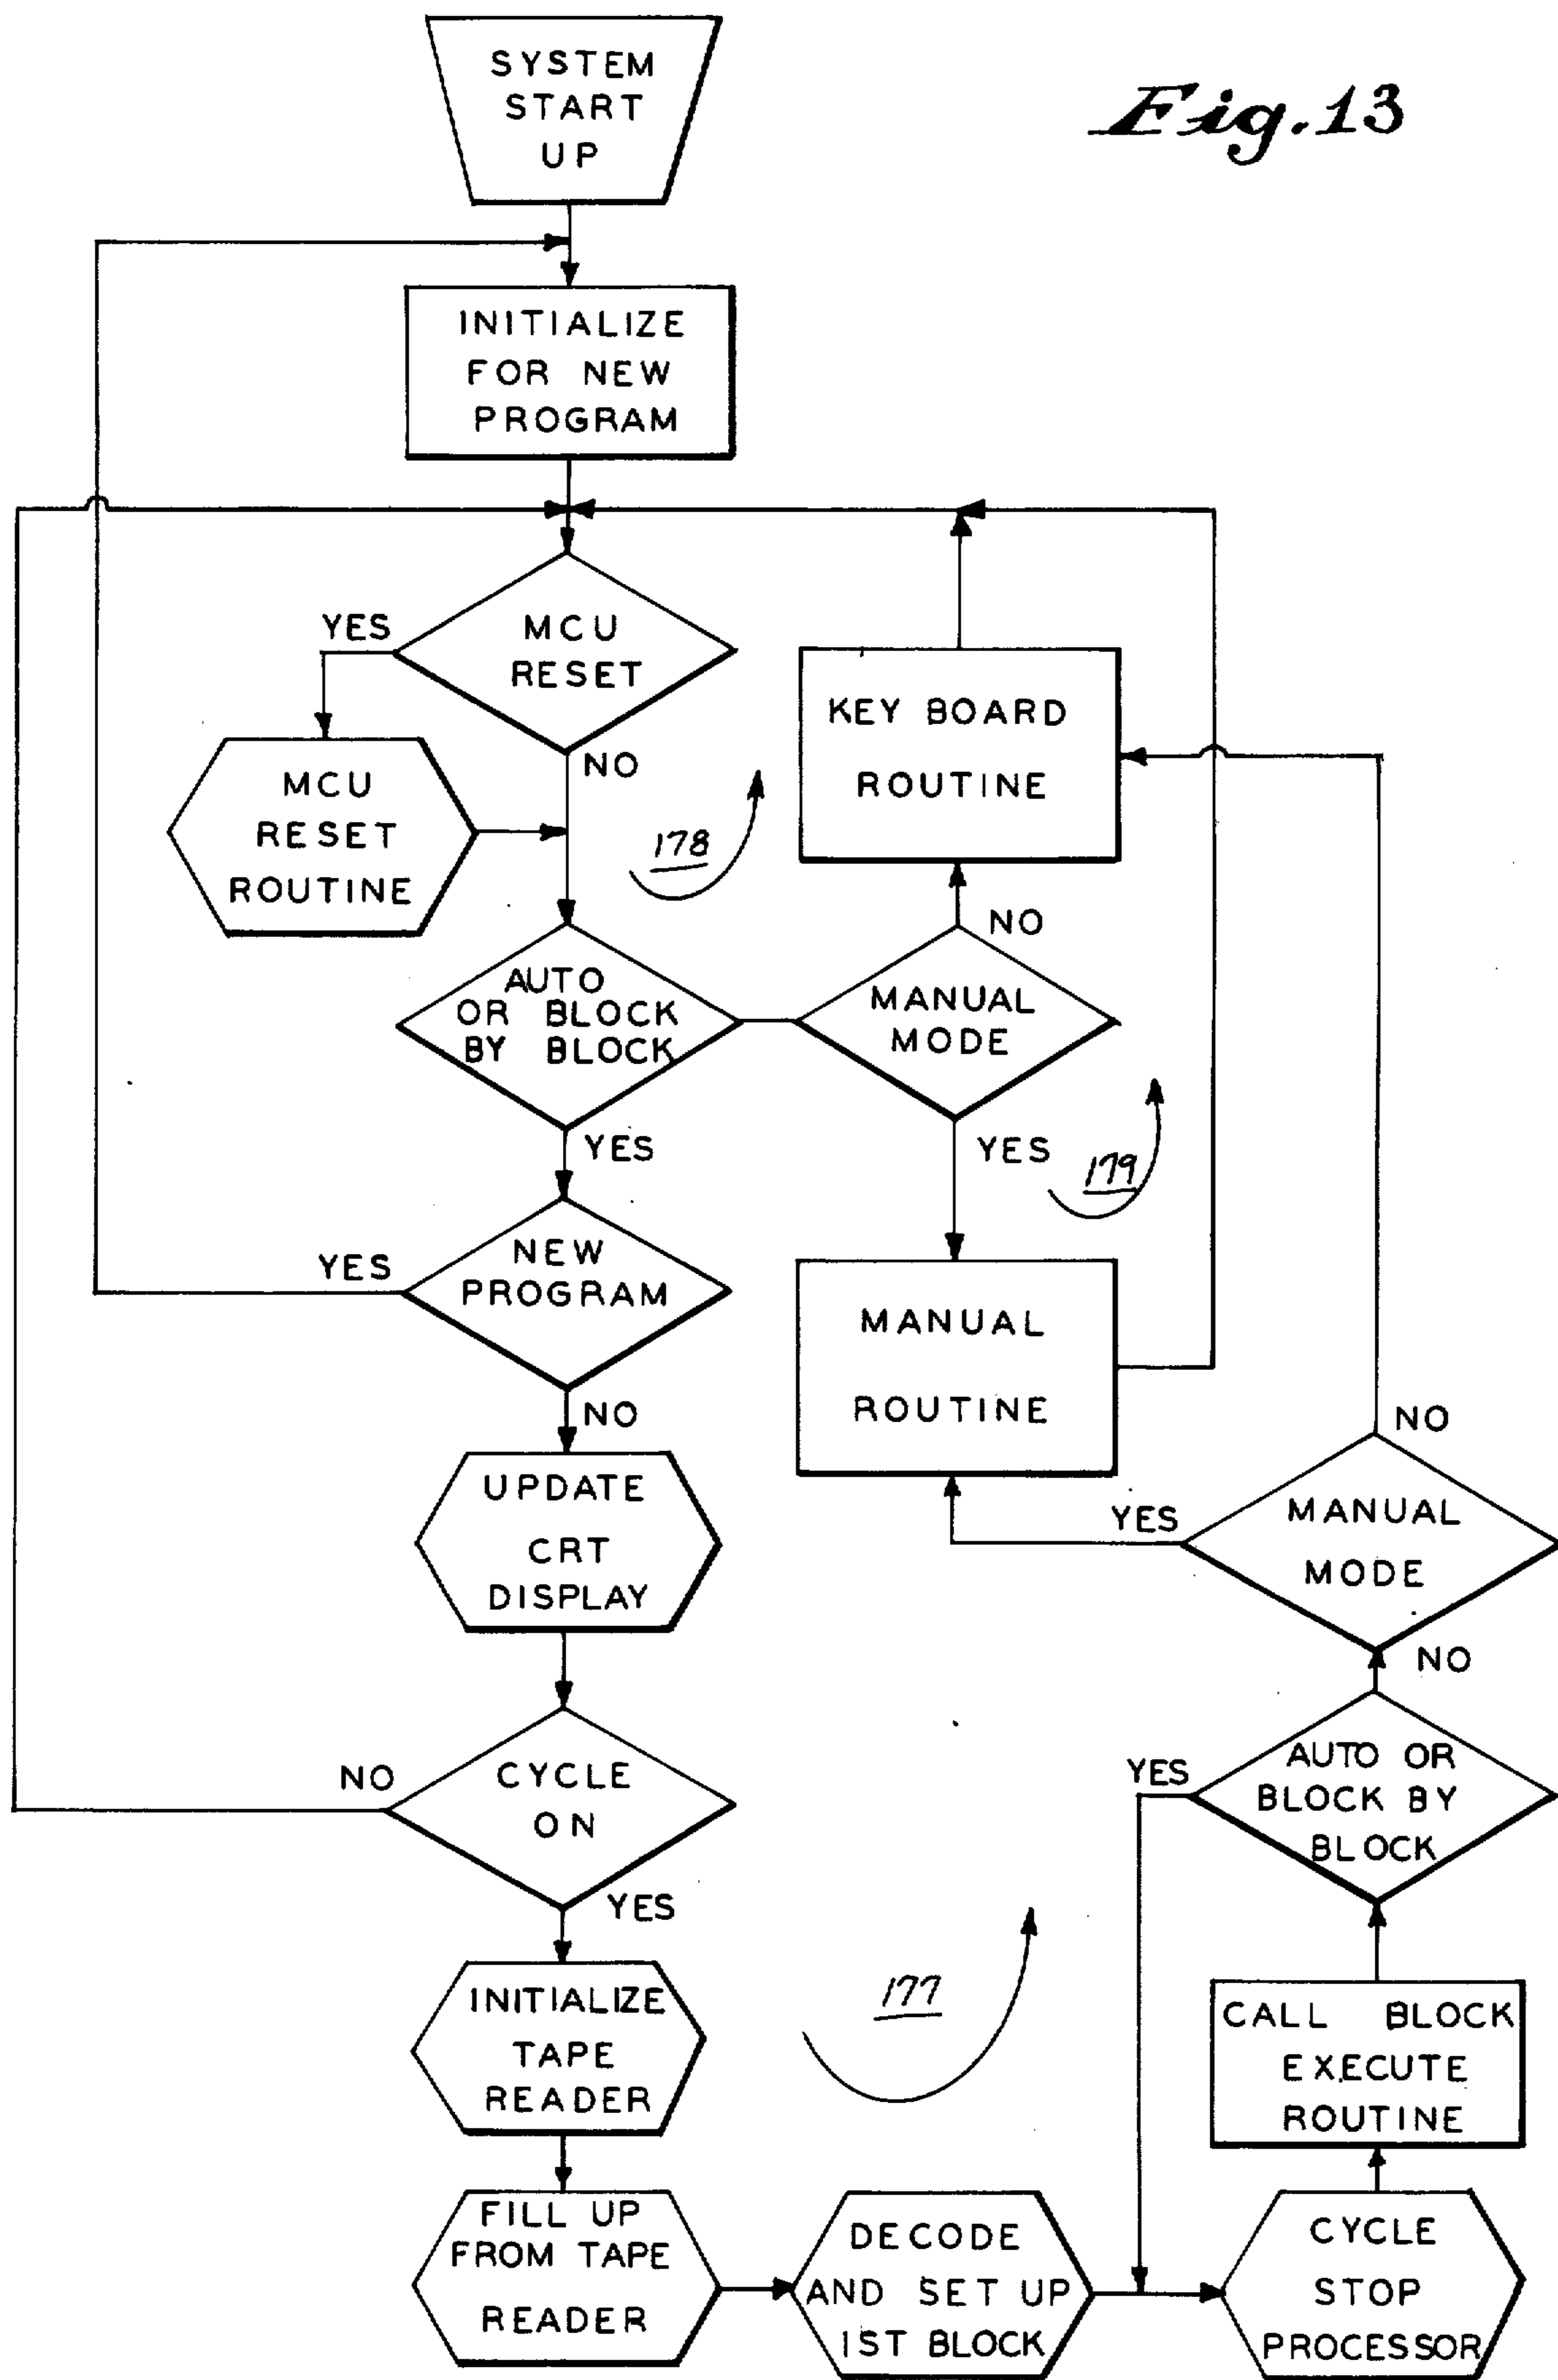 SYSTEM
START
UP
Fig.13
INITIALIZE
FOR NEW
PROGRAM
YES
MCU
RESET
NO
MCU
RESET
ROUTINE
178
KEY BOARD
ROUTINE
NO
AUTO
OR BLOCK
BY BLOCK
MANUAL
MODE
YES
YES
179
YES
NEW
PROGRAM
NO
MANUAL
ROUTINE
NO
UPDATE
CRT
DISPLAY
YES
MANUAL
MODE
NO
NO
CYCLE
ON
YES
YES
AUTO OR
BLOCK BY
BLOCK
INITIALIZE
TAPE
READER
177
CALL BLOCK
EXECUTE
ROUTINE
FILL UP
FROM TAPE
READER
DECODE
AND SET UP
1ST BLOCK
CYCLE
STOP
PROCESSOR